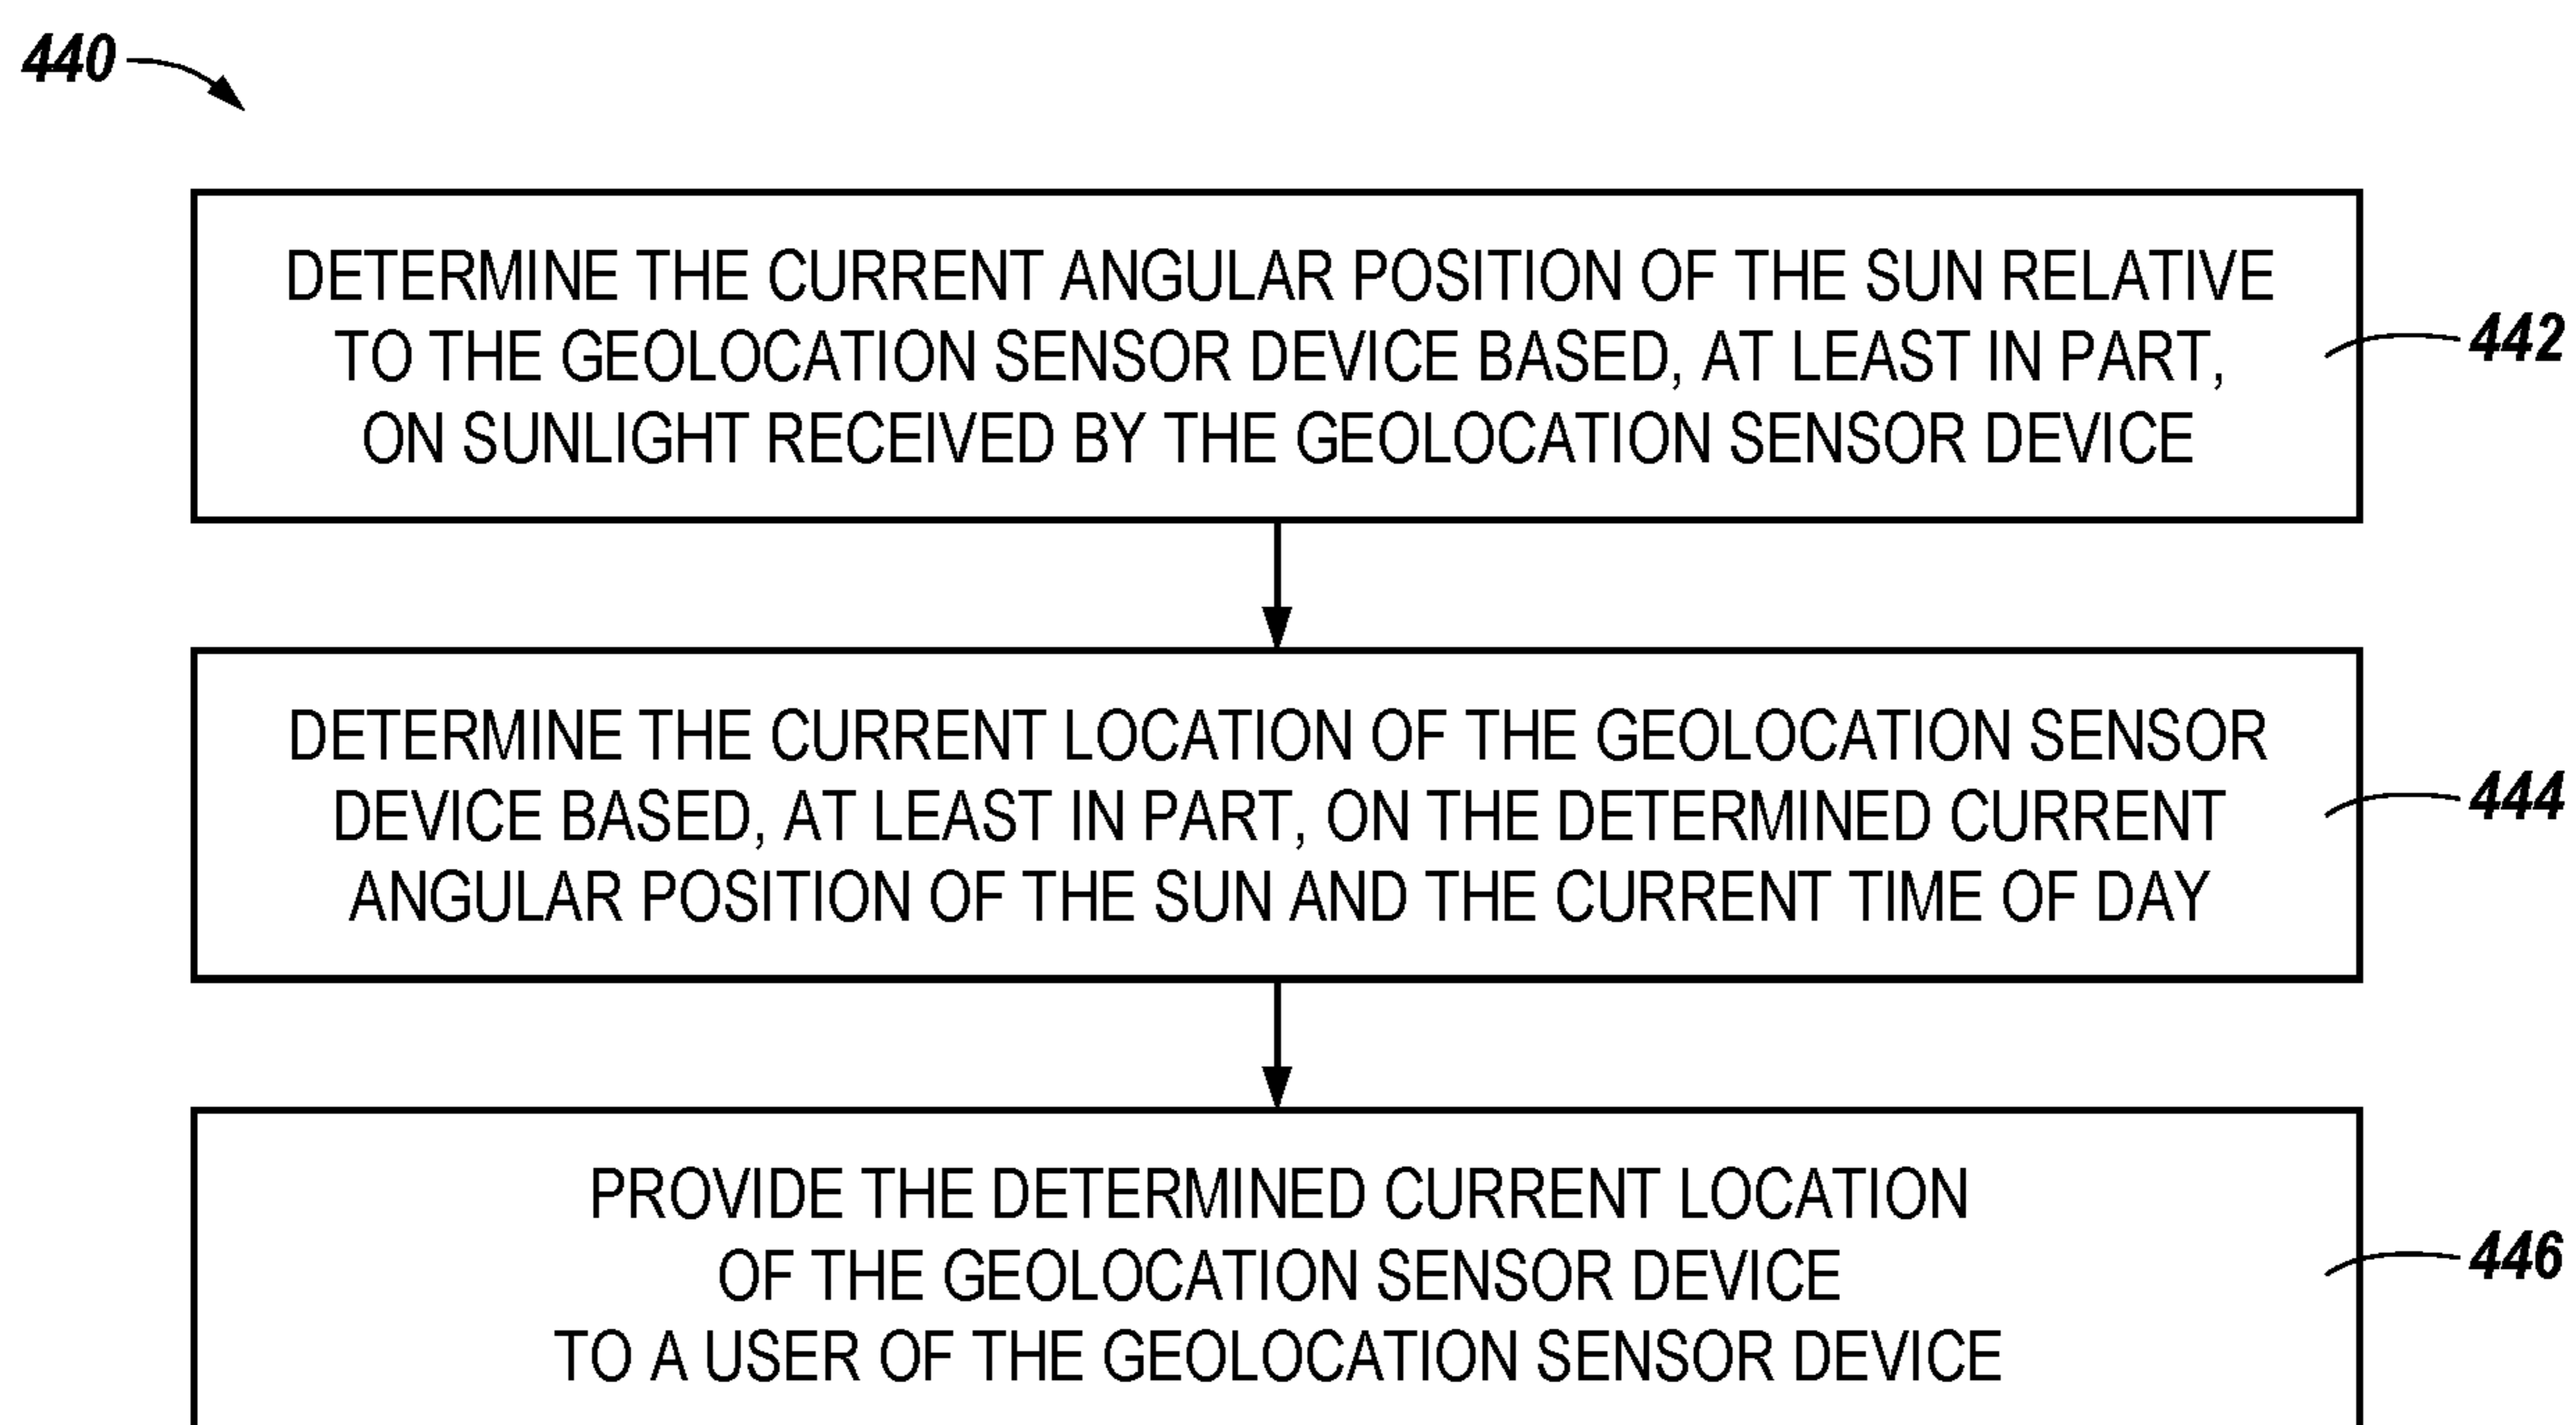 440
DETERMINE THE CURRENT ANGULAR POSITION OF THE SUN RELATIVE
TO THE GEOLOCATION SENSOR DEVICE BASED, AT LEAST IN PART,
ON SUNLIGHT RECEIVED BY THE GEOLOCATION SENSOR DEVICE
442
DETERMINE THE CURRENT LOCATION OF THE GEOLOCATION SENSOR
DEVICE BASED, AT LEAST IN PART, ON THE DETERMINED CURRENT
ANGULAR POSITION OF THE SUN AND THE CURRENT TIME OF DAY
444
PROVIDE THE DETERMINED CURRENT LOCATION
OF THE GEOLOCATION SENSOR DEVICE
TO A USER OF THE GEOLOCATION SENSOR DEVICE
446